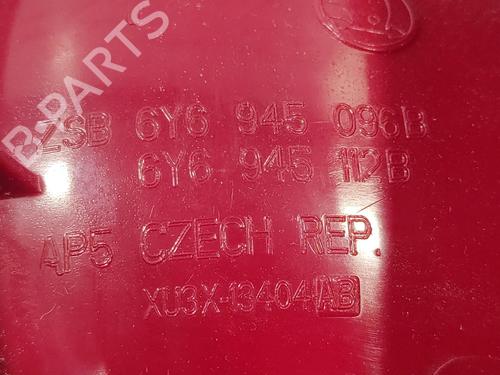 B-PARTS
ZSB 6Y6 945 096B
6Y6 945 112B
AP5 CZECH REP.
XU3X-13404 AB